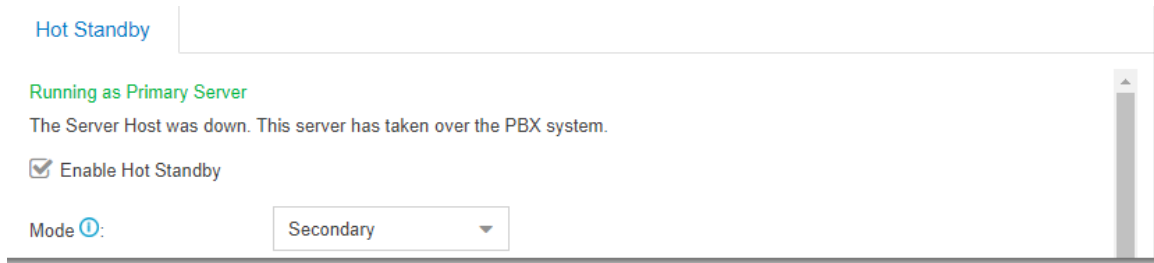 Hot Standby
Running as Primary Server
The Server Host was down. This server has taken over the PBX system.
Enable Hot Standby
Mode : Secondary